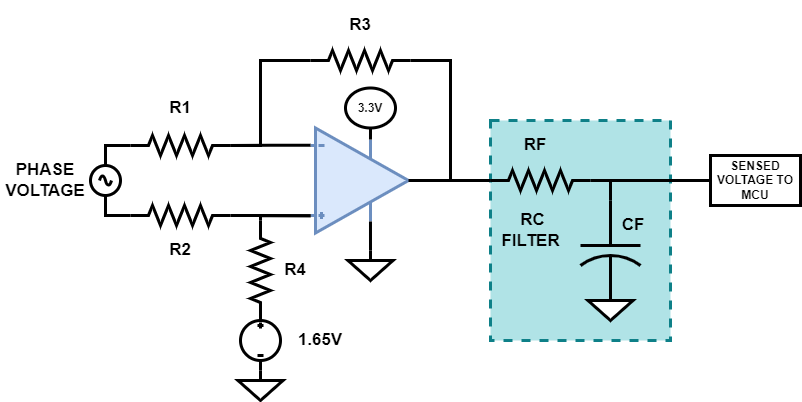 R3
3.3V
R1
-
PHASE
VOLTAGE
+
R2
R4
+
-
1.65V
RF
RC
FILTER
CF
SENSED
VOLTAGE TO
MCU